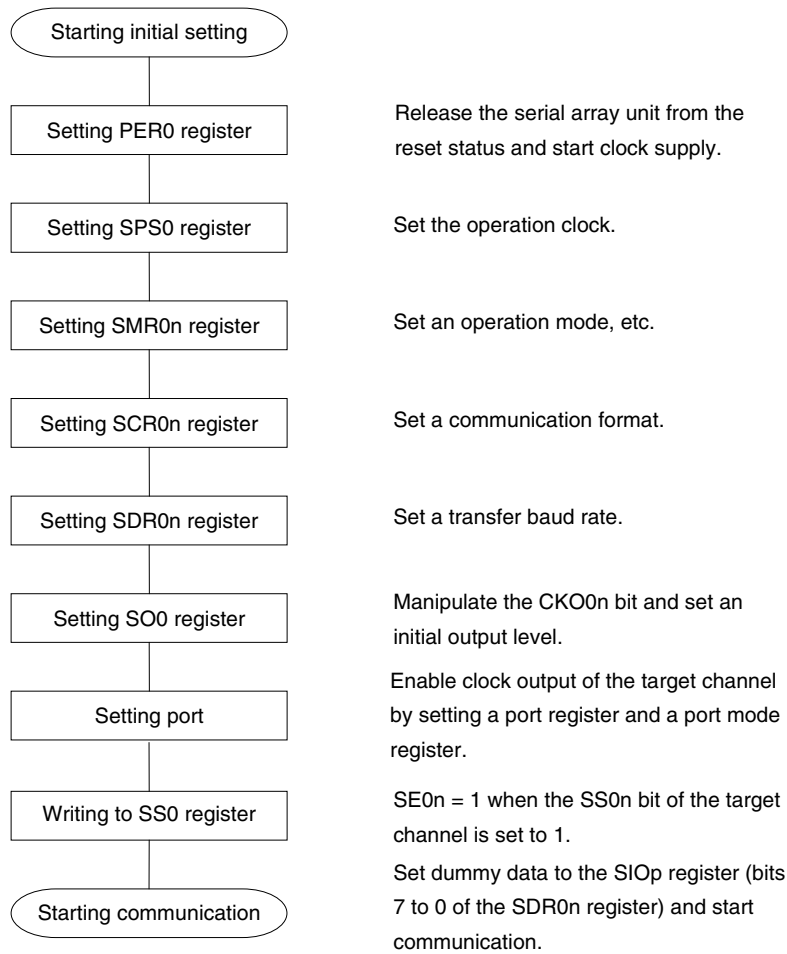 Starting initial setting
Setting PER0 register
Release the serial array unit from the
reset status and start clock supply.
Setting SPS0 register
Set the operation clock.
Setting SMR0n register
Set an operation mode, etc.
Setting SCR0n register
Set a communication format.
Setting SDR0n register
Set a transfer baud rate.
Setting SO0 register
Manipulate the CKO0n bit and set an
initial output level.
Setting port
Enable clock output of the target channel
by setting a port register and a port mode
register.
Writing to SS0 register
SE0n = 1 when the SS0n bit of the target
channel is set to 1.
Starting communication
Set dummy data to the SIOp register (bits
7 to 0 of the SDR0n register) and start
communication.